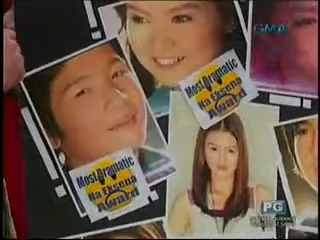 GMA
Most Dramatic
Na Eksena
Award
Most Dramatic
Na Eksena
Award
PG